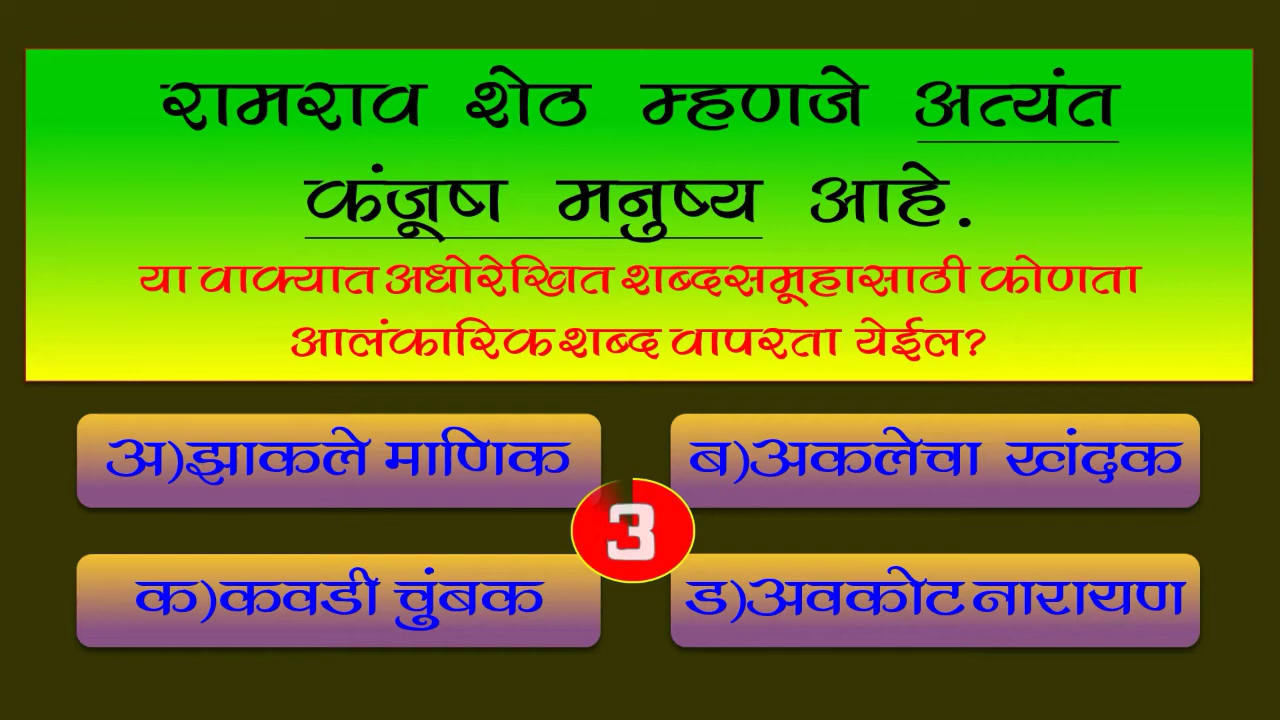 रामराव शेठ म्हणजे अत्यंत
कंजूष मनुष्य आहे.
या वाक्यात अधोरेखित शब्दसमूहासाठी कोणता
आलंकारिक शब्द वापरता येईल?
अ)झाकले माणिक
ब)अकलेचा खंदक
3
क)कवडी चुंबक
ड)अवकोट नारायण